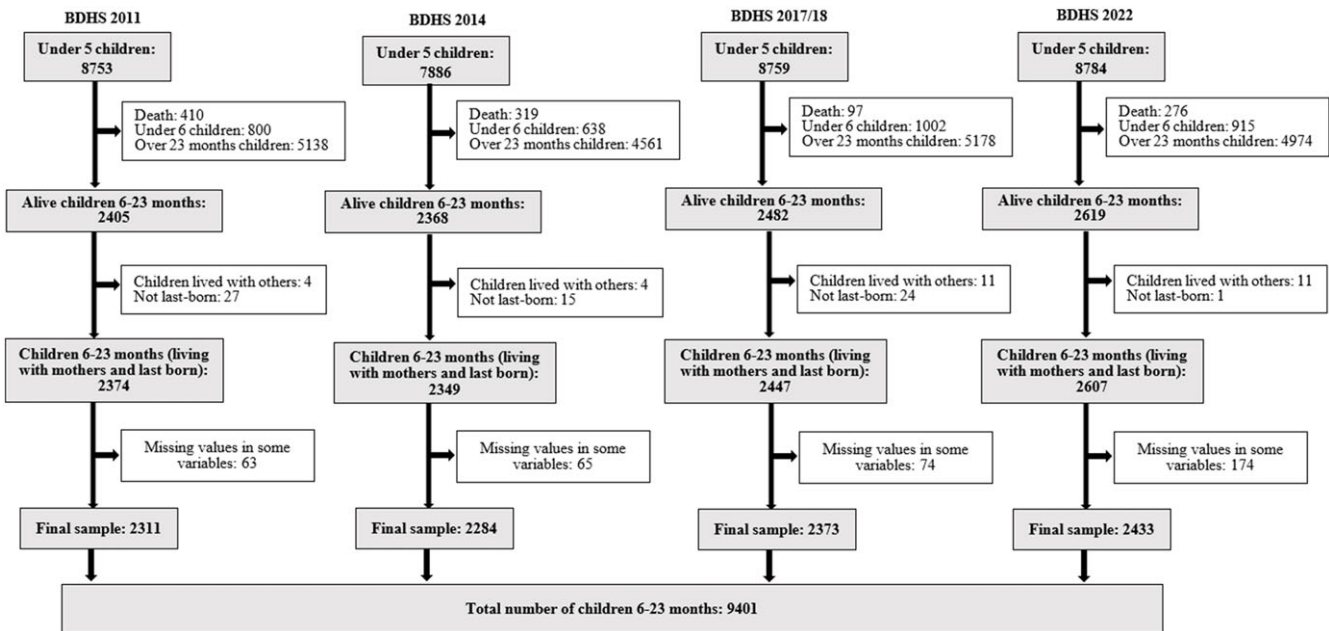 BDHS 2011
Under 5 children:
8753
Death: 410
Under 6 children: 800
Over 23 months children: 5138
Alive children 6-23 months:
2405
Children lived with others: 4
Not last-born: 27
Children 6-23 months (living
with mothers and last born):
2374
Missing values in some
variables: 63
Final sample: 2311
BDHS 2014
Under 5 children:
7886
Death: 319
Under 6 children: 638
Over 23 months children: 4561
Alive children 6-23 months:
2368
Children lived with others: 4
Not last-born: 15
Children 6-23 months (living
with mothers and last born):
2349
Missing values in some
variables: 65
Final sample: 2284
BDHS 2017/18
Under 5 children:
8759
Death: 97
Under 6 children: 1002
Over 23 months children: 5178
Alive children 6-23 months:
2482
Children lived with others: 11
Not last-born: 24
Children 6-23 months (living
with mothers and last born):
2447
Missing values in some
variables: 74
Final sample: 2373
BDHS 2022
Under 5 children:
8784
Death: 276
Under 6 children: 915
Over 23 months children: 4974
Alive children 6-23 months:
2619
Children lived with others: 11
Not last-born: 1
Children 6-23 months (living
with mothers and last born):
2607
Missing values in some
variables: 174
Final sample: 2433
Total number of children 6-23 months: 9401